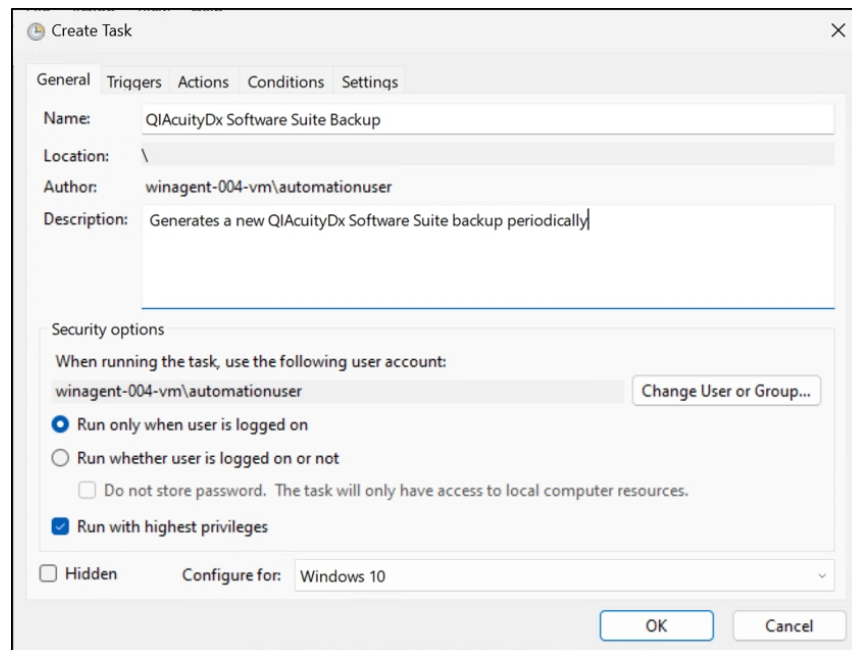 Create Task
General Triggers Actions Conditions Settings
Name: QIAcuityDx Software Suite Backup
Location: \
Author: winagent-004-vm\automationuser
Description: Generates a new QIAcuityDx Software Suite backup periodically
Security options
When running the task, use the following user account:
winagent-004-vm\automationuser Change User or Group...
Run only when user is logged on
Run whether user is logged on or not
Do not store password. The task will only have access to local computer resources.
Run with highest privileges
Hidden Configure for: Windows 10
OK Cancel